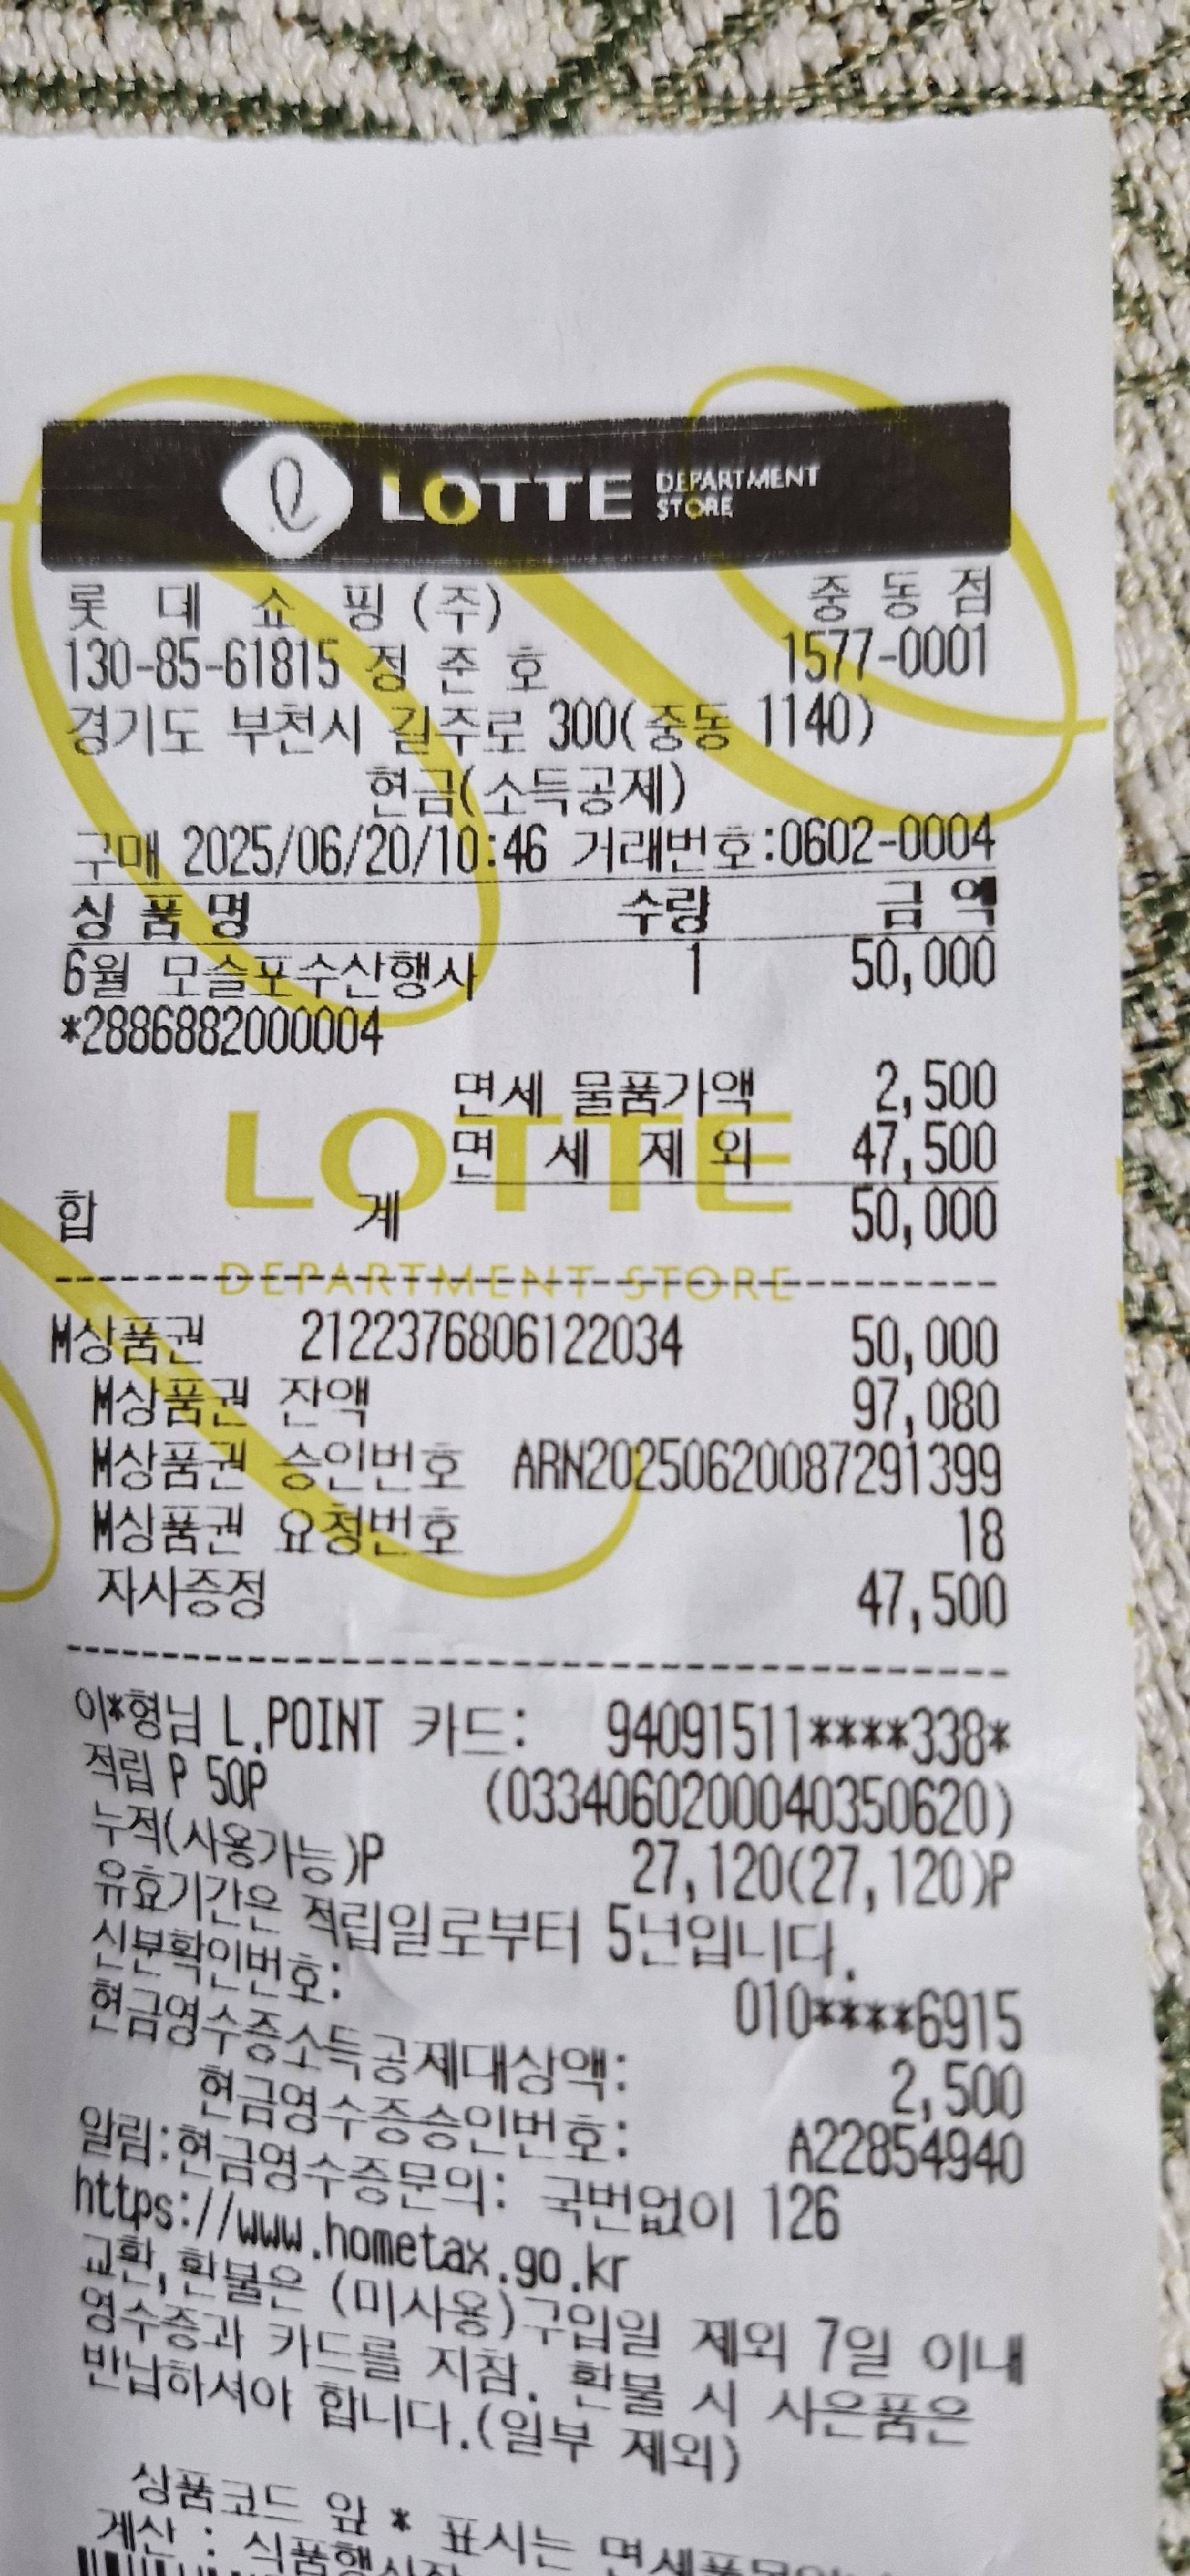 LOTTE DEPARTMENT STORE
롯 데 쇼 핑 (주) 중 동 점
130-85-61815 정 준 호 1577-0001
경기도 부천시 길주로 300(중동 1140)
현금(소득공제)
구매 2025/06/20/10:46 거래번호:0602-0004
상 품 명 수량 금 액
6월 모슬포수산행사 1 50,000
*2886882000004
면세 물품가액 2,500
면 세 제 외 47,500
합 계 50,000
LOTTE
DEPARTMENT STORE
M상품권 2122376806122034 50,000
M상품권 잔액 97,080
M상품권 승인번호 ARN20250620087291399
M상품권 요청번호 18
자사증정 47,500
이*형님 L.POINT 카드: 94091511****338*
적립 P 50P (0334060200040350620)
누적(사용가능)P 27,120(27,120)P
유효기간은 적립일로부터 5년입니다.
신분확인번호: 010****6915
현금영수증소득공제대상액: 2,500
현금영수증승인번호: A22854940
알림:현금영수증문의: 국번없이 126
https://www.hometax.go.kr
교환,환불은 (미사용)구입일 제외 7일 이내
영수증과 카드를 지참. 환불 시 사은품은
반납하셔야 합니다.(일부 제외)
상품코드 앞 * 표시는
계산 : 식품행사장